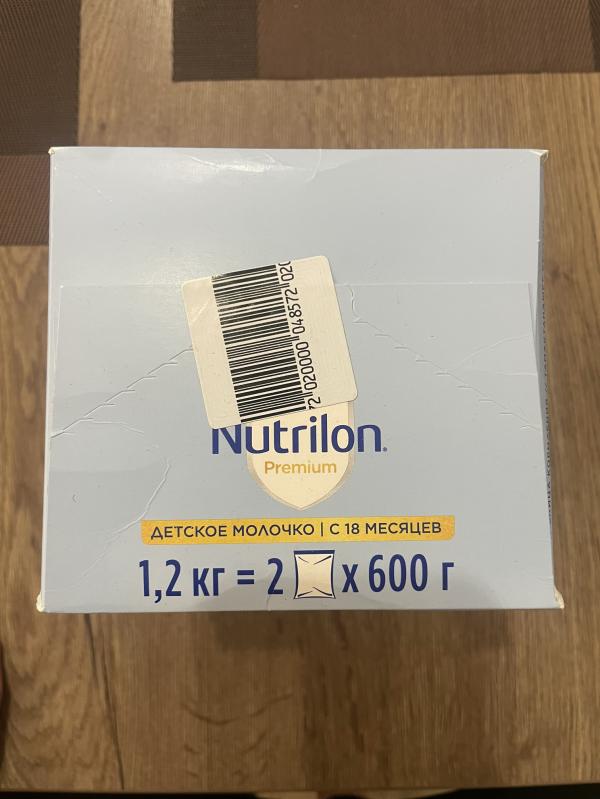 Nutrilon®
Premium
ДЕТСКОЕ МОЛОЧКО | С 18 МЕСЯЦЕВ
1,2 кг = 2 х 600 г